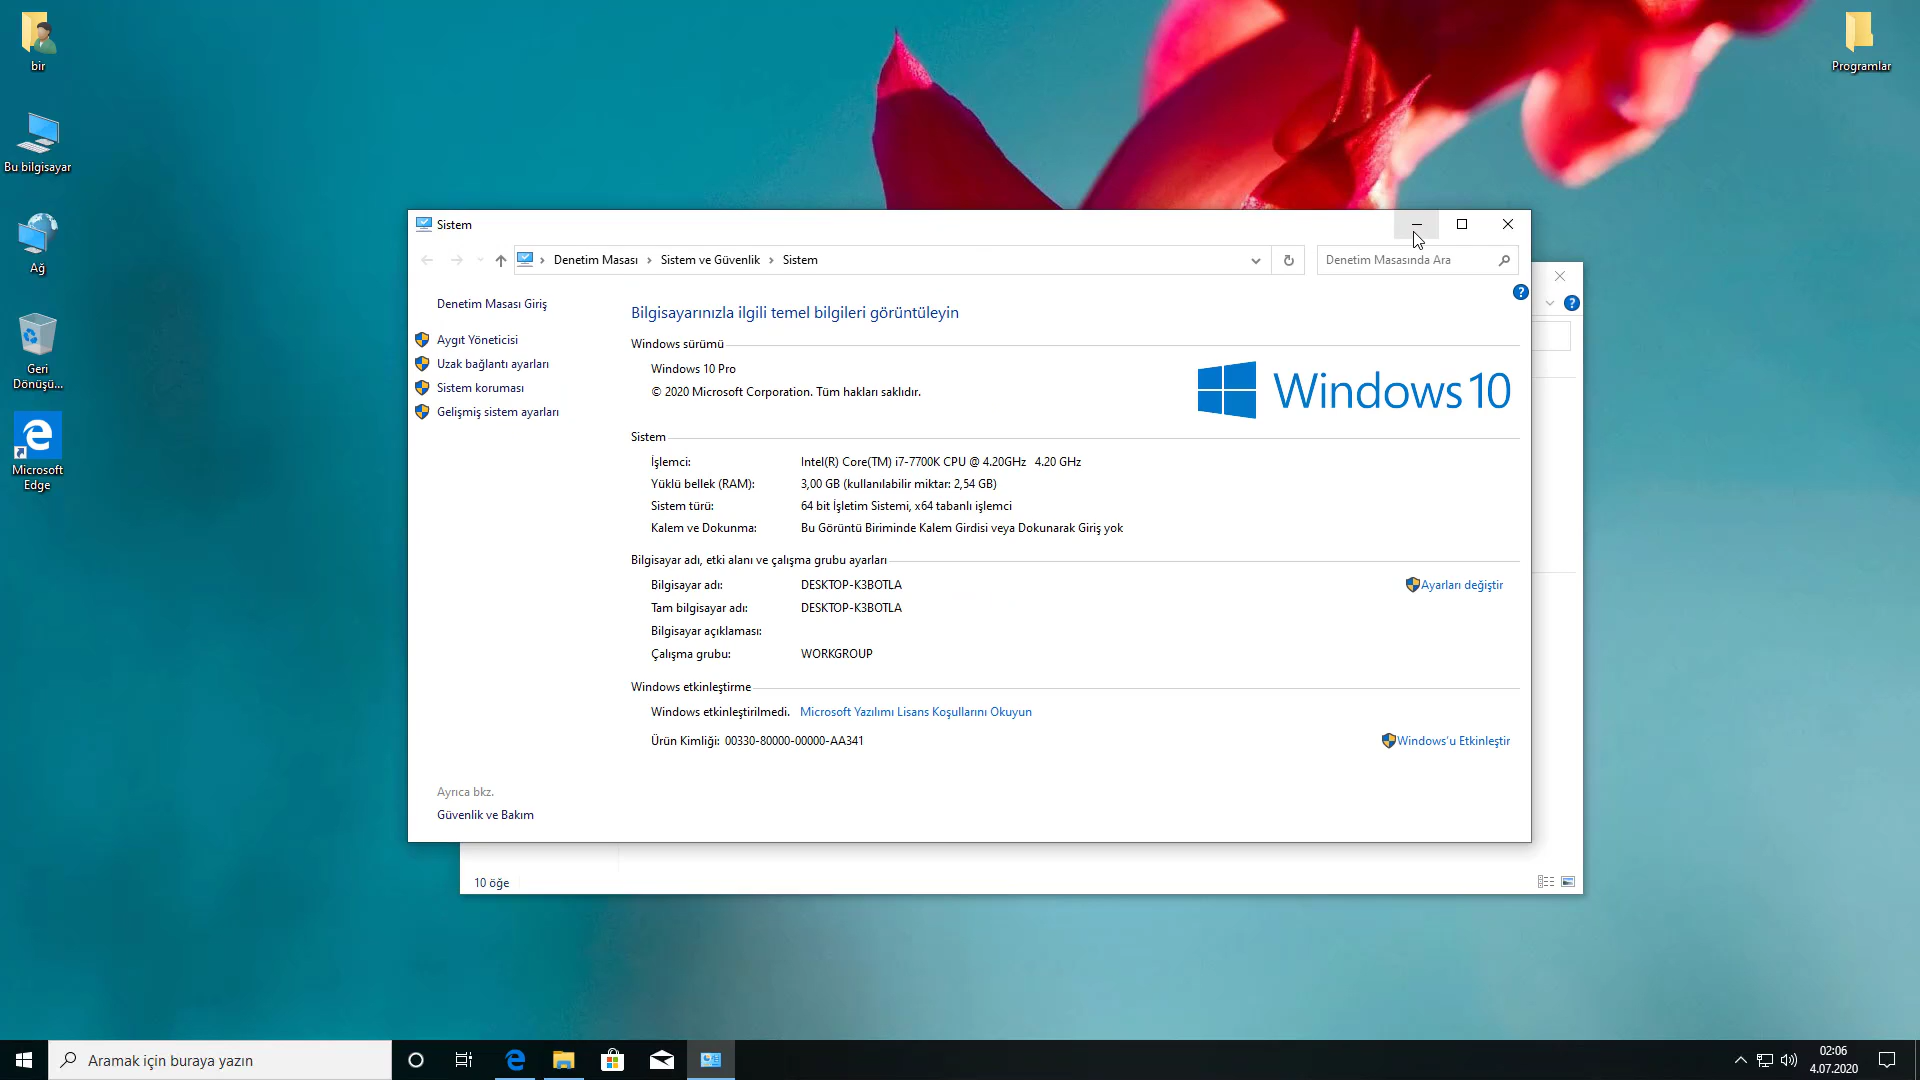 bir
Programlar
Bu bilgisayar
Ağ
Geri
Dönüşü...
Microsoft
Edge
Sistem
Denetim Masası
Sistem ve Güvenlik
Sistem
Denetim Masasında Ara
Denetim Masası Giriş
Aygıt Yöneticisi
Uzak bağlantı ayarları
Sistem koruması
Gelişmiş sistem ayarları
Bilgisayarınızla ilgili temel bilgileri görüntüleyin
Windows sürümü
Windows 10 Pro
© 2020 Microsoft Corporation. Tüm hakları saklıdır.
Windows 10
Sistem
İşlemci: Intel(R) Core(TM) i7-7700K CPU @ 4.20GHz 4.20 GHz
Yüklü bellek (RAM): 3,00 GB (kullanılabilir miktar: 2,54 GB)
Sistem türü: 64 bit İşletim Sistemi, x64 tabanlı işlemci
Kalem ve Dokunma: Bu Görüntü Biriminde Kalem Girdisi veya Dokunarak Giriş yok
Bilgisayar adı, etki alanı ve çalışma grubu ayarları
Bilgisayar adı: DESKTOP-K3BOTLA
Ayarları değiştir
Tam bilgisayar adı: DESKTOP-K3BOTLA
Bilgisayar açıklaması:
Çalışma grubu: WORKGROUP
Windows etkinleştirme
Windows etkinleştirilmedi. Microsoft Yazılımı Lisans Koşullarını Okuyun
Ürün Kimliği: 00330-80000-00000-AA341
Windows'u Etkinleştir
Ayrıca bkz.
Güvenlik ve Bakım
10 öğe
Aramak için buraya yazın
02:06
4.07.2020